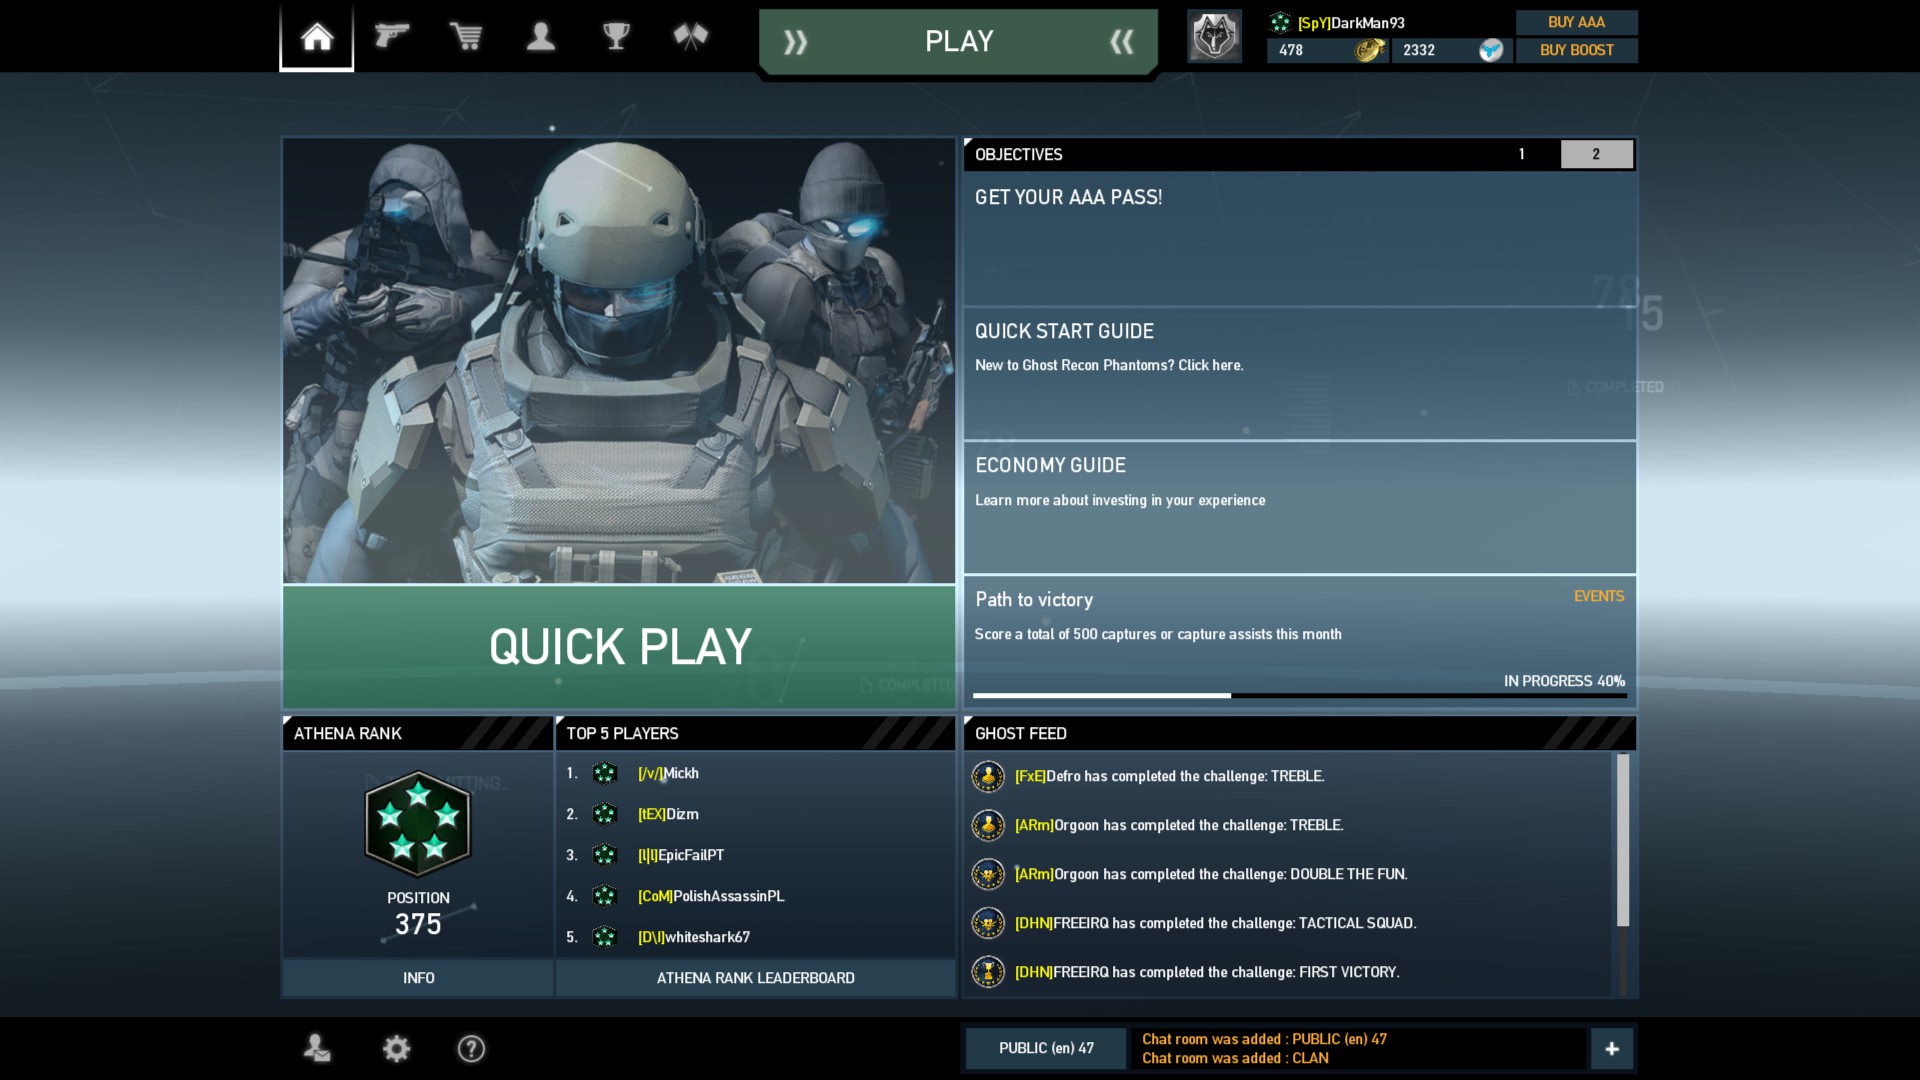 PLAY
[SpY]DarkMan93
478
2332
BUY AAA
BUY BOOST
OBJECTIVES
1
2
GET YOUR AAA PASS!
QUICK START GUIDE
New to Ghost Recon Phantoms? Click here.
ECONOMY GUIDE
Learn more about investing in your experience
Path to victory
EVENTS
Score a total of 500 captures or capture assists this month
IN PROGRESS 40%
COMPLETED
QUICK PLAY
COMPLETED
ATHENA RANK
POSITION
375
INFO
TOP 5 PLAYERS
1. [/v/]Mickh
2. [tEX]Dizm
3. [l|l]EpicFailPT
4. [CoM]PolishAssassinPL
5. [D\I]whiteshark67
ATHENA RANK LEADERBOARD
GHOST FEED
[FxE]Defro has completed the challenge: TREBLE.
[ARm]Orgoon has completed the challenge: TREBLE.
[ARm]Orgoon has completed the challenge: DOUBLE THE FUN.
[DHN]FREEIRQ has completed the challenge: TACTICAL SQUAD.
[DHN]FREEIRQ has completed the challenge: FIRST VICTORY.
PUBLIC (en) 47
Chat room was added : PUBLIC (en) 47
Chat room was added : CLAN